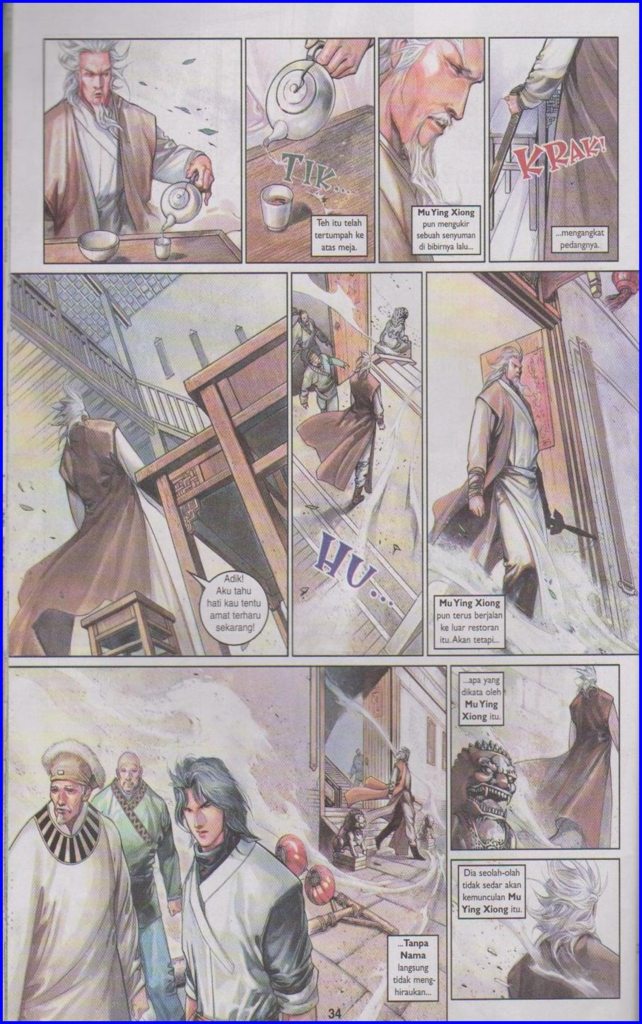 TIK...
Teh itu telah
tertumpah ke
atas meja.
Mu Ying Xiong
pun mengukir
sebuah senyuman
di bibirnya lalu...
KRAK!
...mengangkat
pedangnya.
Adik!
Aku tahu
hati kau tentu
amat terharu
sekarang!
HU...
Mu Ying Xiong
pun terus berjalan
ke luar restoran
itu. Akan tetapi...
...apa yang
dikata oleh
Mu Ying
Xiong itu.
...Tanpa
Nama
langsung
tidak meng-
hiraukan...
Dia seolah-olah
tidak sedar akan
kemunculan Mu
Ying Xiong itu.
34